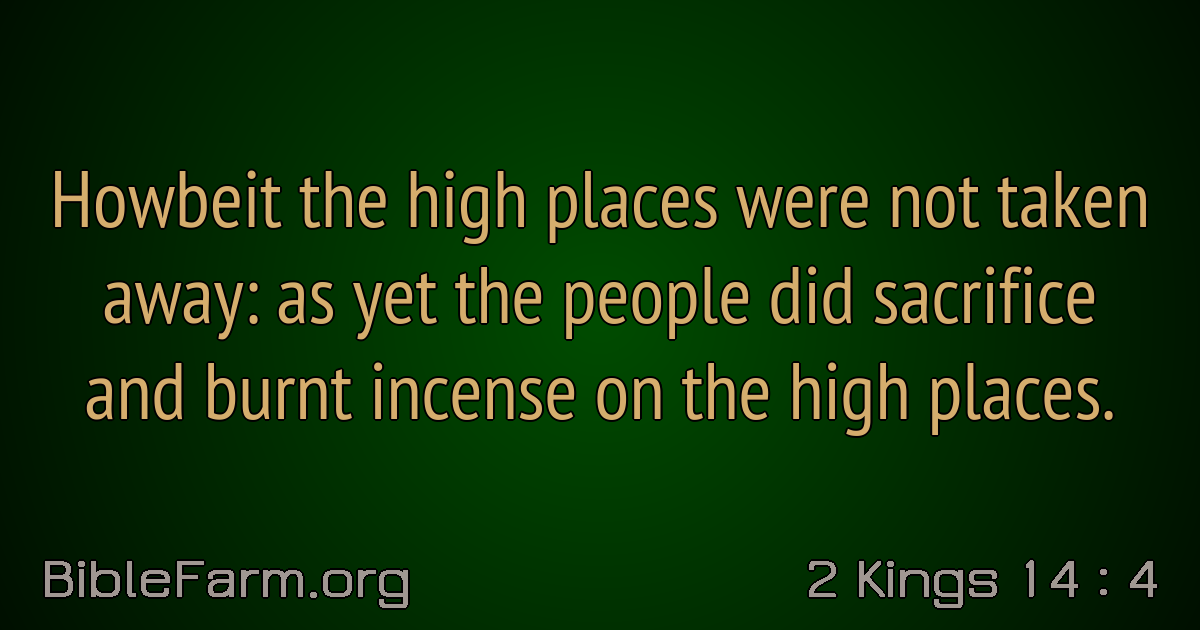 Howbeit the high places were not taken
away: as yet the people did sacrifice
and burnt incense on the high places.
BibleFarm.org
2 Kings 14 : 4